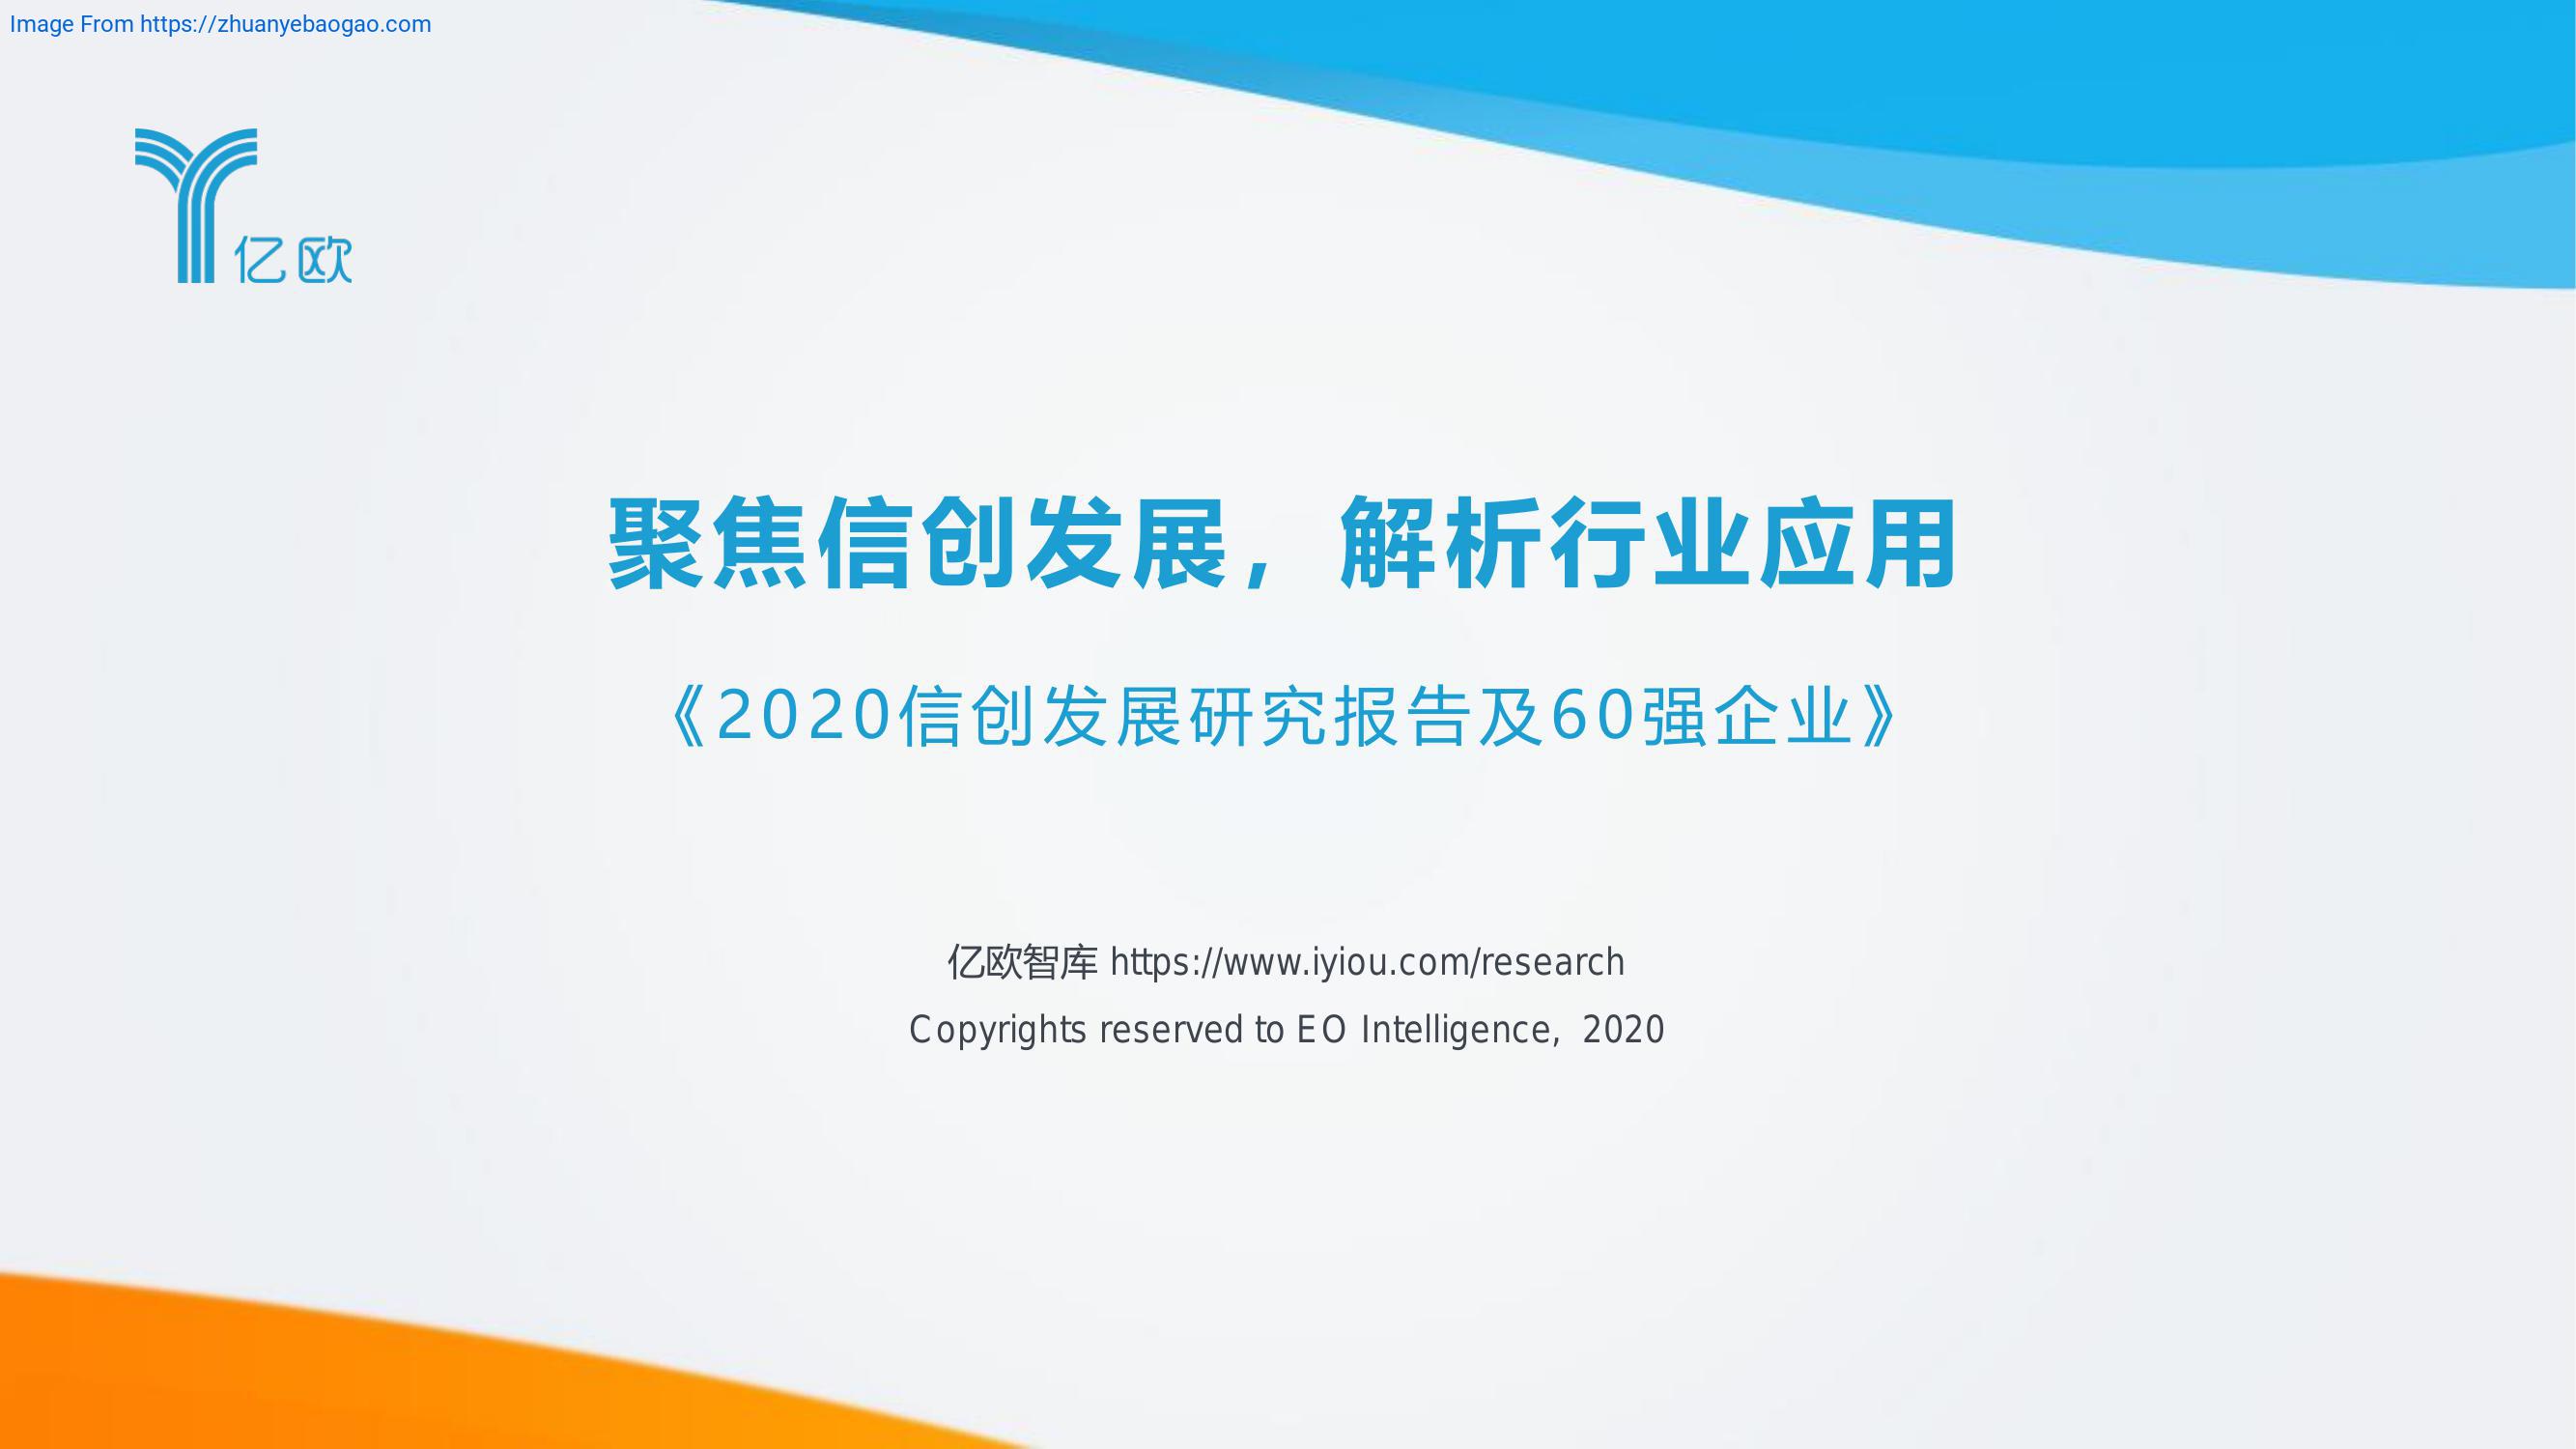 Image From https://zhuanyebaogao.com
亿欧
聚焦信创发展，解析行业应用
《2020信创发展研究报告及60强企业》
亿欧智库 https://www.iyiou.com/research
Copyrights reserved to EO Intelligence, 2020